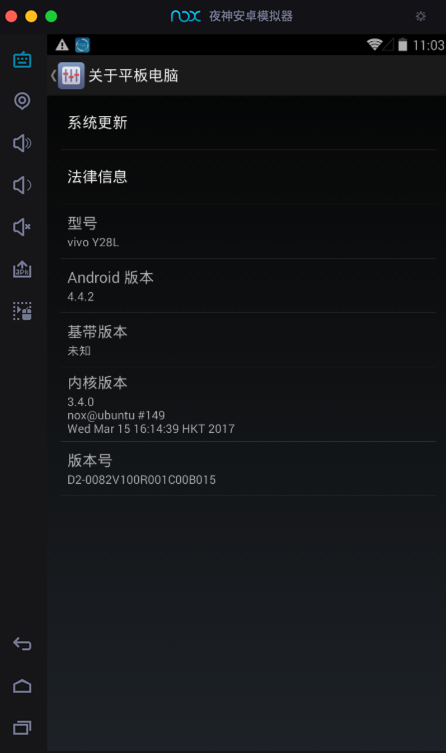 nox 夜神安卓模拟器
11:03
关于平板电脑
系统更新
法律信息
型号
vivo Y28L
Android 版本
4.4.2
基带版本
未知
内核版本
3.4.0
nox@ubuntu #149
Wed Mar 15 16:14:39 HKT 2017
版本号
D2-0082V100R001C00B015